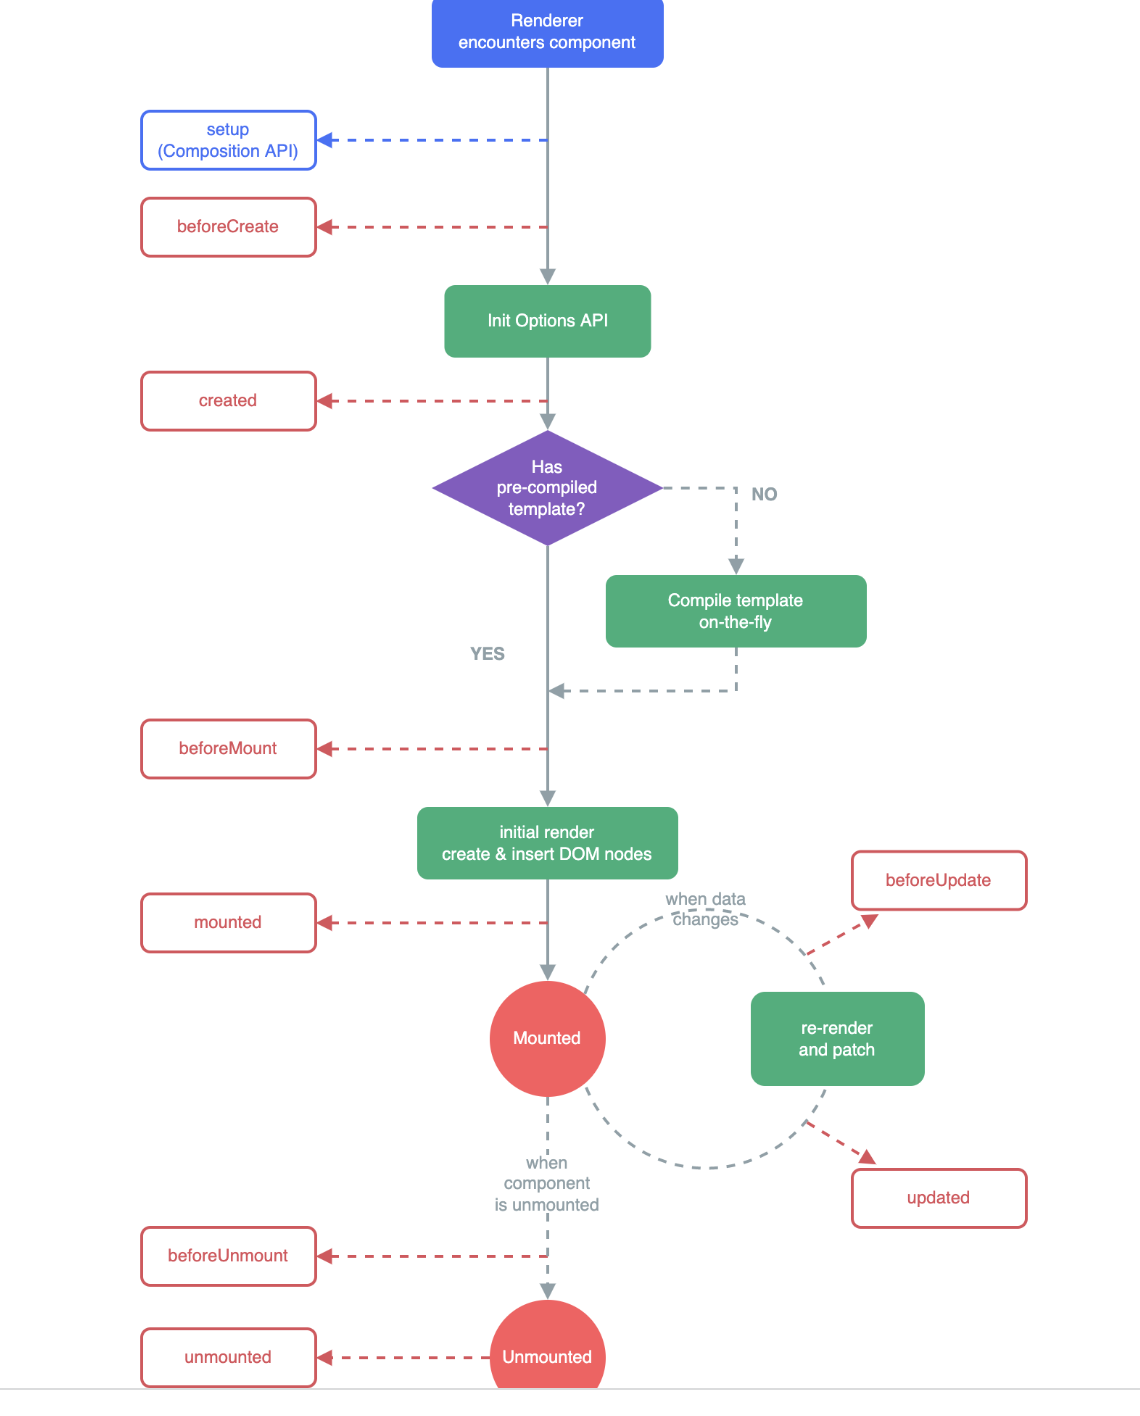 Renderer
encounters component
setup
(Composition API)
beforeCreate
Init Options API
created
Has
pre-compiled
template?
NO
Compile template
on-the-fly
YES
beforeMount
initial render
create & insert DOM nodes
beforeUpdate
when data
changes
mounted
re-render
and patch
Mounted
when
component
is unmounted
updated
beforeUnmount
unmounted
Unmounted